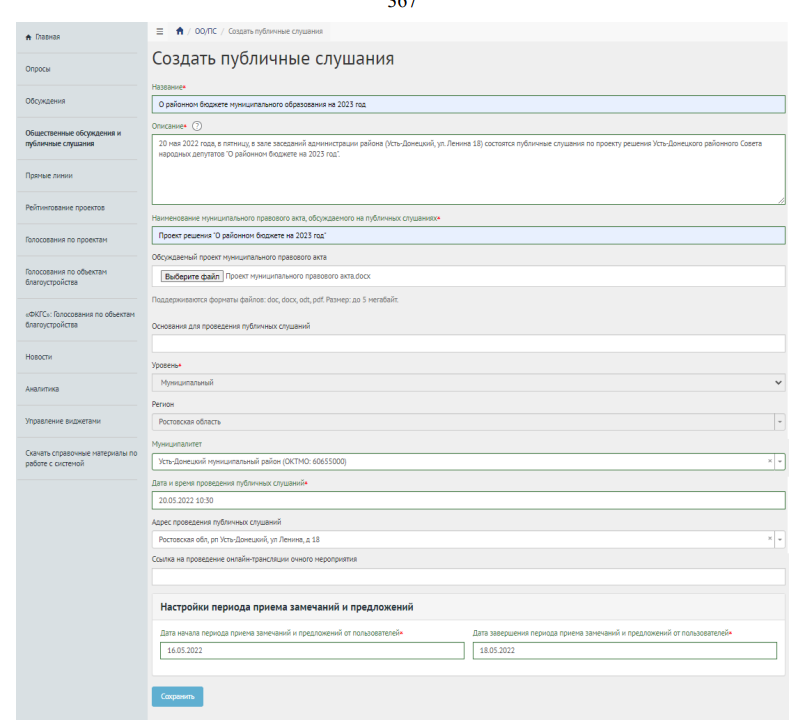 367
Главная
Опросы
Обсуждения
Общественные обсуждения и
публичные слушания
Прямые линии
Рейтингование проектов
Голосования по проектам
Голосования по объектам
благоустройства
«ФКГС»: Голосования по объектам
благоустройства
Новости
Аналитика
Управление виджетами
Скачать справочные материалы по
работе с системой
/ ОО/ПС / Создать публичные слушания
Создать публичные слушания
Название*
О районном бюджете муниципального образования на 2023 год
Описание* ?
20 мая 2022 года, в пятницу, в зале заседаний администрации района (Усть-Донецкий, ул. Ленина 18) состоятся публичные слушания по проекту решения Усть-Донецкого районного Совета
народных депутатов "О районном бюджете на 2023 год".
Наименование муниципального правового акта, обсуждаемого на публичных слушаниях*
Проект решения "О районном бюджете на 2023 год"
Обсуждаемый проект муниципального правового акта
Выберите файл Проект муниципального правового акта.docx
Поддерживаются форматы файлов: doc, docx, odt, pdf. Размер: до 5 мегабайт.
Основания для проведения публичных слушаний
Уровень*
Муниципальный
Регион
Ростовская область
Муниципалитет
Усть-Донецкий муниципальный район (ОКТМО: 60655000) ×
Дата и время проведения публичных слушаний*
20.05.2022 10:30
Адрес проведения публичных слушаний
Ростовская обл, рп Усть-Донецкий, ул Ленина, д 18 ×
Ссылка на проведение онлайн-трансляции очного мероприятия
Настройки периода приема замечаний и предложений
Дата начала периода приема замечаний и предложений от пользователей* Дата завершения периода приема замечаний и предложений от пользователей*
16.05.2022 18.05.2022
Сохранить